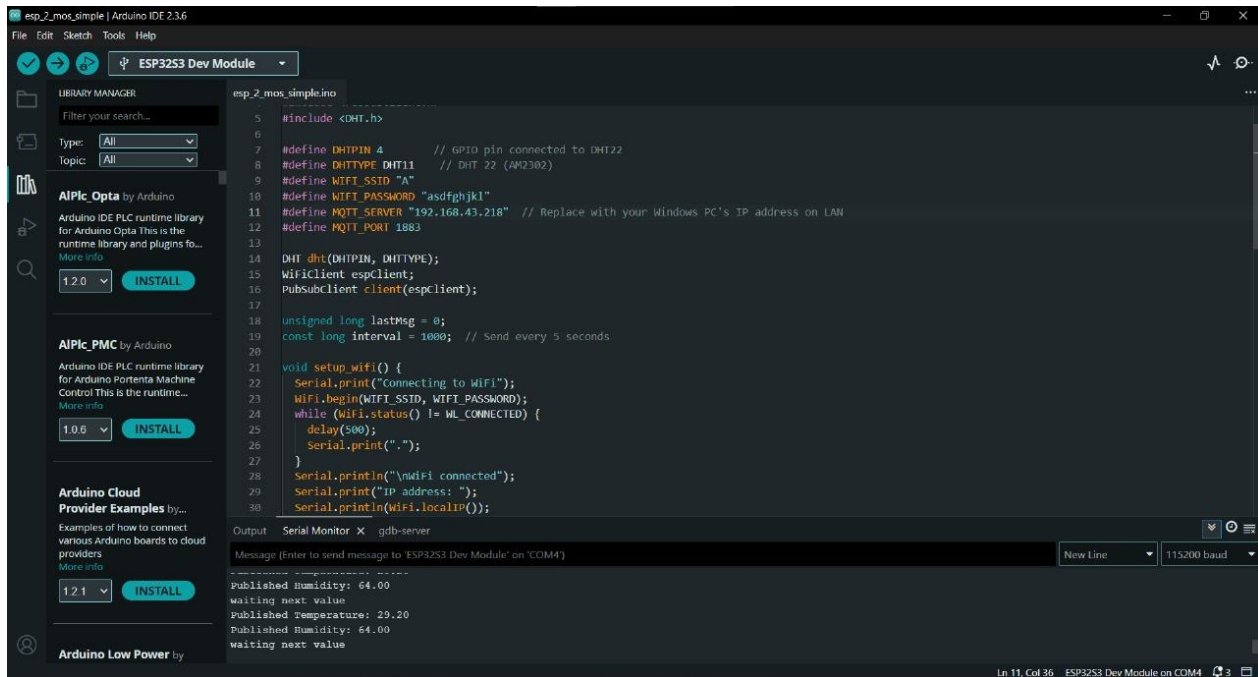 esp_2_mos_simple | Arduino IDE 2.3.6
File Edit Sketch Tools Help
ESP32S3 Dev Module
LIBRARY MANAGER
Filter your search...
Type: All
Topic: All
AlPlc_Opta by Arduino
Arduino IDE PLC runtime library
for Arduino Opta This is the
runtime library and plugins fo...
More info
1.2.0 INSTALL
AlPlc_PMC by Arduino
Arduino IDE PLC runtime library
for Arduino Portenta Machine
Control This is the runtime...
More info
1.0.6 INSTALL
Arduino Cloud
Provider Examples by...
Examples of how to connect
various Arduino boards to cloud
providers
More info
1.2.1 INSTALL
Arduino Low Power by
esp_2_mos_simple.ino
5 #include <DHT.h>
6
7 #define DHTPIN 4 // GPIO pin connected to DHT22
8 #define DHTTYPE DHT11 // DHT 22 (AM2302)
9 #define WIFI_SSID "A"
10 #define WIFI_PASSWORD "asdfghjkl"
11 #define MQTT_SERVER "192.168.43.218" // Replace with your Windows PC's IP address on LAN
12 #define MQTT_PORT 1883
13
14 DHT dht(DHTPIN, DHTTYPE);
15 WiFiClient espClient;
16 PubSubClient client(espClient);
17
18 unsigned long lastMsg = 0;
19 const long interval = 1000; // Send every 5 seconds
20
21 void setup_wifi() {
22 Serial.print("Connecting to WiFi");
23 WiFi.begin(WIFI_SSID, WIFI_PASSWORD);
24 while (WiFi.status() != WL_CONNECTED) {
25 delay(500);
26 Serial.print(".");
27 }
28 Serial.println("\nWiFi connected");
29 Serial.print("IP address: ");
30 Serial.println(WiFi.localIP());
Output Serial Monitor X gdb-server
Message (Enter to send message to 'ESP32S3 Dev Module' on 'COM4')
New Line 115200 baud
Published Humidity: 64.00
waiting next value
Published Temperature: 29.20
Published Humidity: 64.00
waiting next value
Ln 11, Col 36 ESP32S3 Dev Module on COM4 3